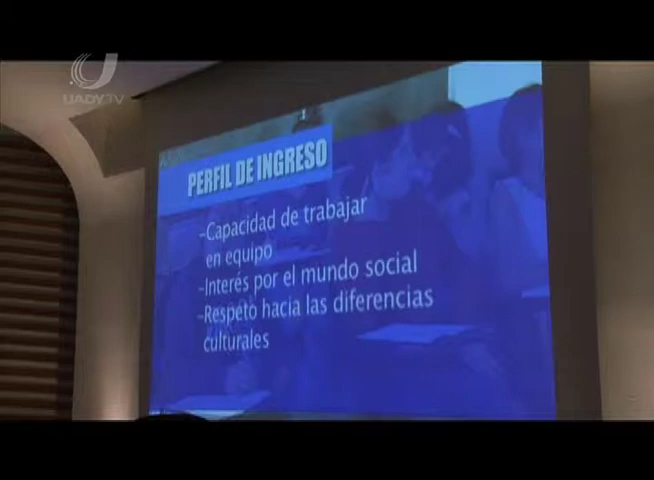 UADY TV
PERFIL DE INGRESO
-Capacidad de trabajar
en equipo
-Interés por el mundo social
-Respeto hacia las diferencias
culturales